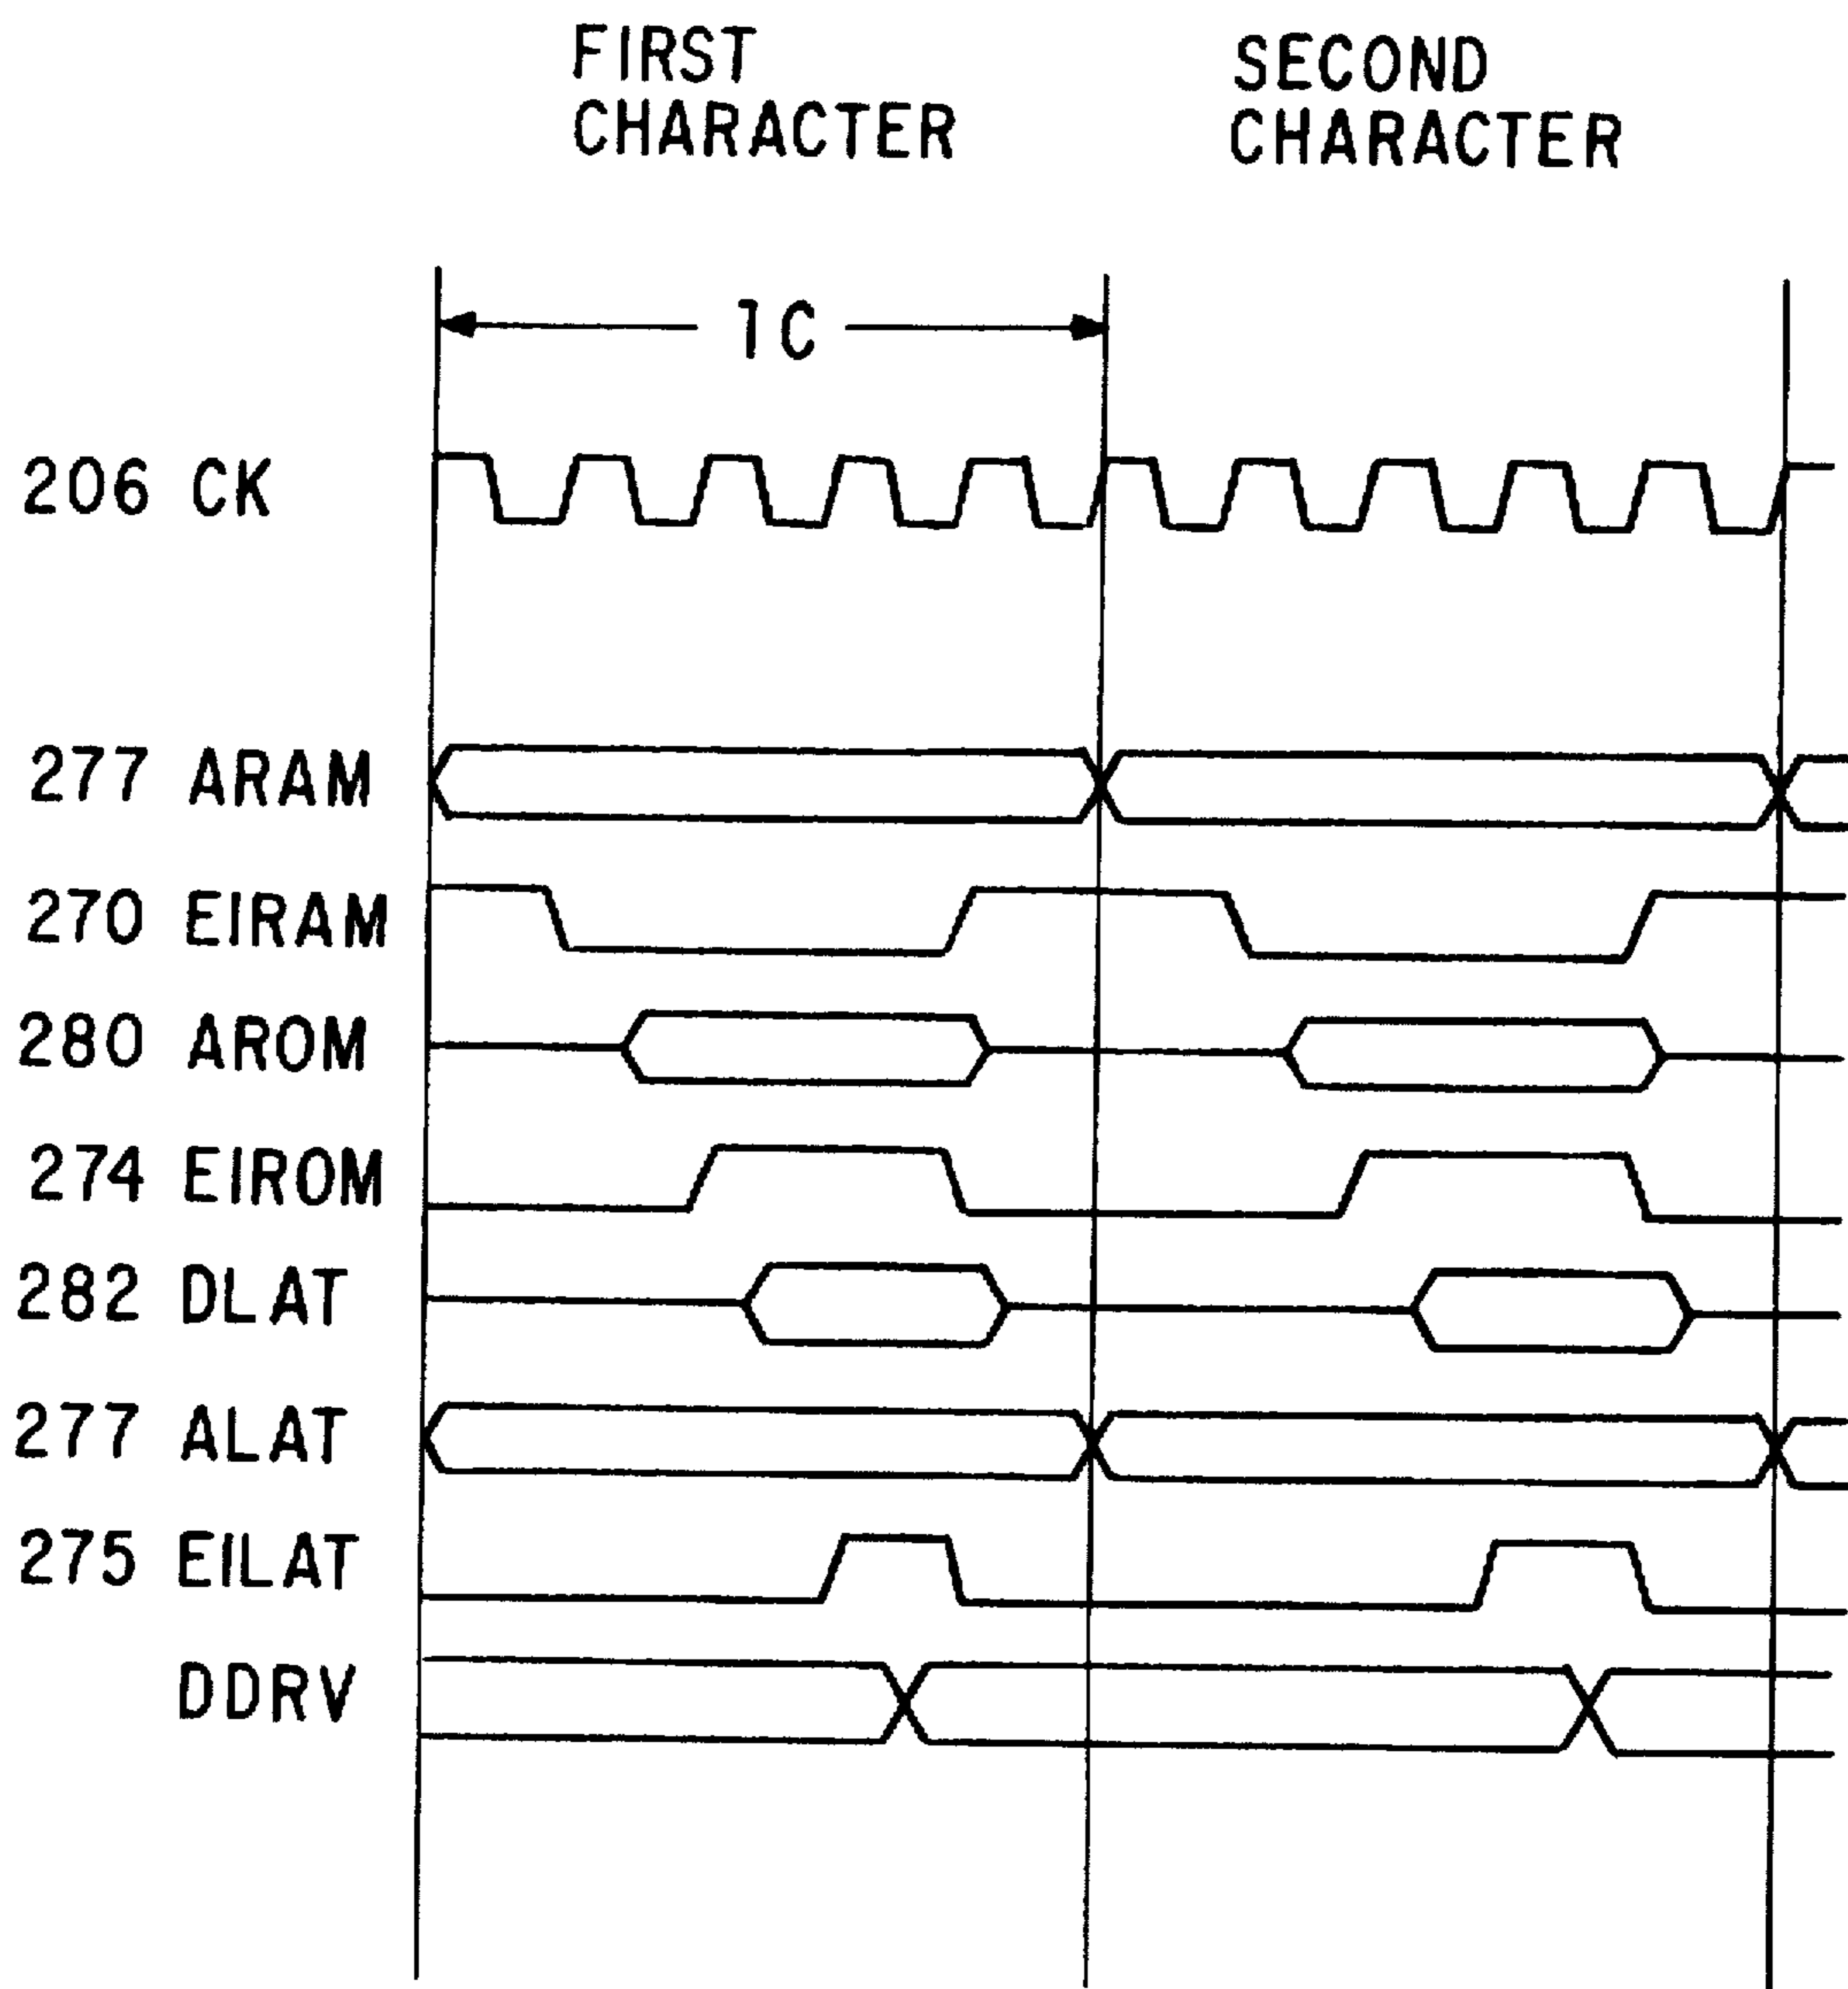 FIRST
CHARACTER
SECOND
CHARACTER
TC
206 CK
277 ARAM
270 EIRAM
280 AROM
274 EIROM
282 DLAT
277 ALAT
275 EILAT
DDRV